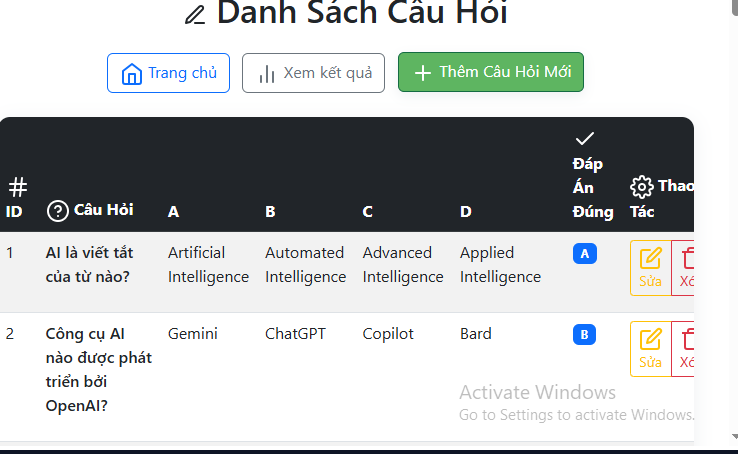 Danh Sách Câu Hỏi
Trang chủ
Xem kết quả
Thêm Câu Hỏi Mới
# ID
Câu Hỏi
A
B
C
D
Đáp
Án
Đúng
Thao
Tác
1
AI là viết tắt
của từ nào?
Artificial
Intelligence
Automated
Intelligence
Advanced
Intelligence
Applied
Intelligence
A
Sửa
Xó
2
Công cụ AI
nào được phát
triển bởi
OpenAI?
Gemini
ChatGPT
Copilot
Bard
B
Sửa
Xó
Activate Windows
Go to Settings to activate Windows.